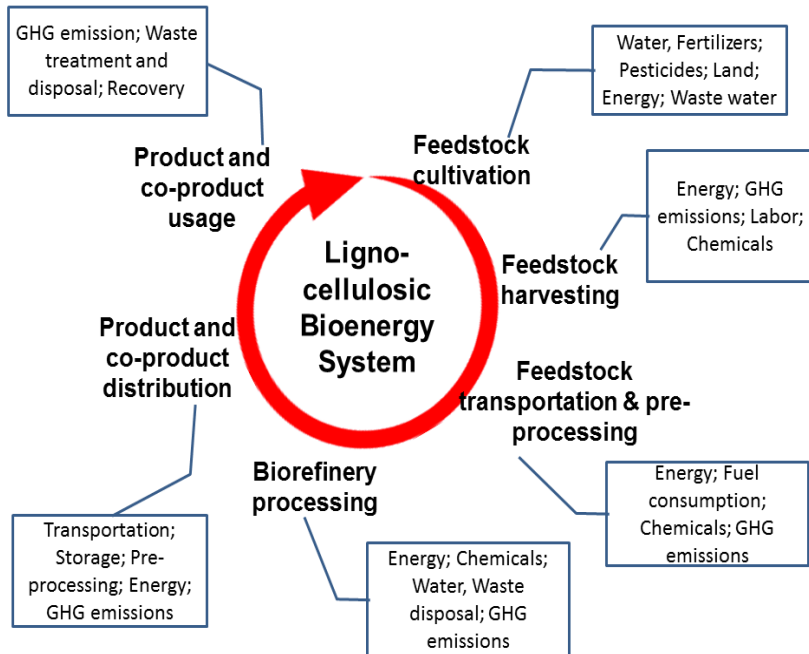 GHG emission; Waste
treatment and
disposal; Recovery
Product and
co-product
usage
Water, Fertilizers;
Pesticides; Land;
Energy; Waste water
Feedstock
cultivation
Energy; GHG
emissions; Labor;
Chemicals
Feedstock
harvesting
Ligno-
cellulosic
Bioenergy
System
Feedstock
transportation & pre-
processing
Energy; Fuel
consumption;
Chemicals; GHG
emissions
Biorefinery
processing
Energy; Chemicals;
Water, Waste
disposal; GHG
emissions
Product and
co-product
distribution
Transportation;
Storage; Pre-
processing; Energy;
GHG emissions